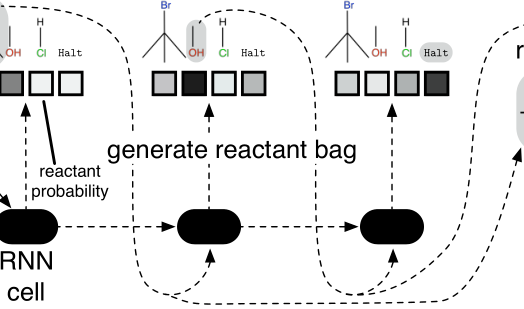 Br H Br H
OH Cl Halt OH Cl Halt OH Cl Halt
generate reactant bag
reactant
probability
RNN
cell